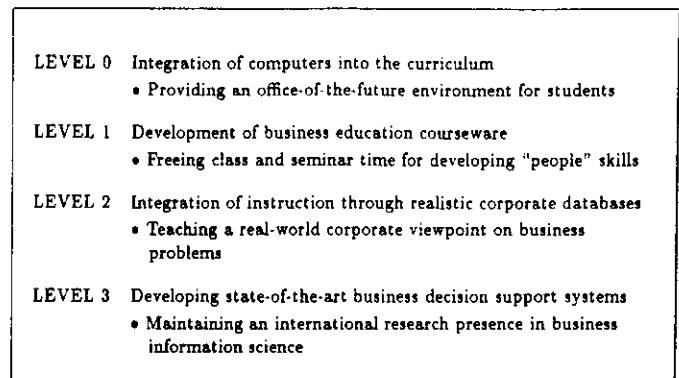 LEVEL 0 Integration of computers into the curriculum
• Providing an office-of-the-future environment for students
LEVEL 1 Development of business education courseware
• Freeing class and seminar time for developing "people" skills
LEVEL 2 Integration of instruction through realistic corporate databases
• Teaching a real-world corporate viewpoint on business
problems
LEVEL 3 Developing state-of-the-art business decision support systems
• Maintaining an international research presence in business
information science